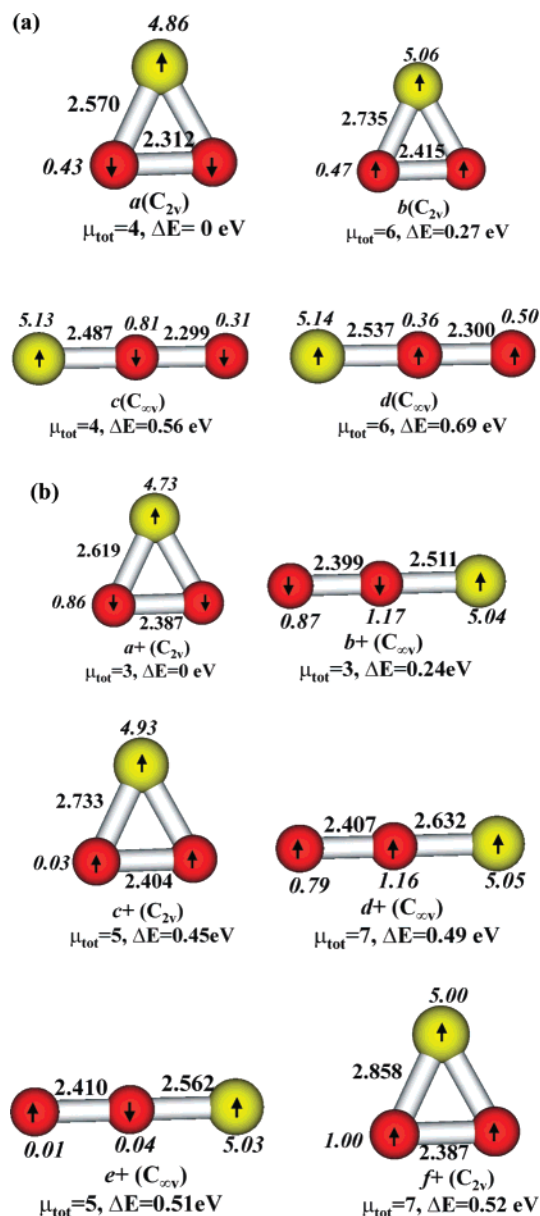 (a)
4.86
2.570
2.312
0.43
a(C2v)
μtot=4, ΔE= 0 eV
5.06
2.735
2.415
0.47
b(C2v)
μtot=6, ΔE=0.27 eV
5.13 2.487 0.81 2.299 0.31
c(C∞v)
μtot=4, ΔE=0.56 eV
5.14 2.537 0.36 2.300 0.50
d(C∞v)
μtot=6, ΔE=0.69 eV
(b)
4.73
2.619
0.86
2.387
a+ (C2v)
μtot=3, ΔE=0 eV
2.399 2.511
0.87 1.17 5.04
b+ (C∞v)
μtot=3, ΔE=0.24eV
4.93
2.733
0.03
2.404
c+ (C2v)
μtot=5, ΔE=0.45eV
2.407 2.632
0.79 1.16 5.05
d+ (C∞v)
μtot=7, ΔE=0.49 eV
2.410 2.562
0.01 0.04 5.03
e+ (C∞v)
μtot=5, ΔE=0.51eV
5.00
2.858
1.00
2.387
f+ (C2v)
μtot=7, ΔE=0.52 eV